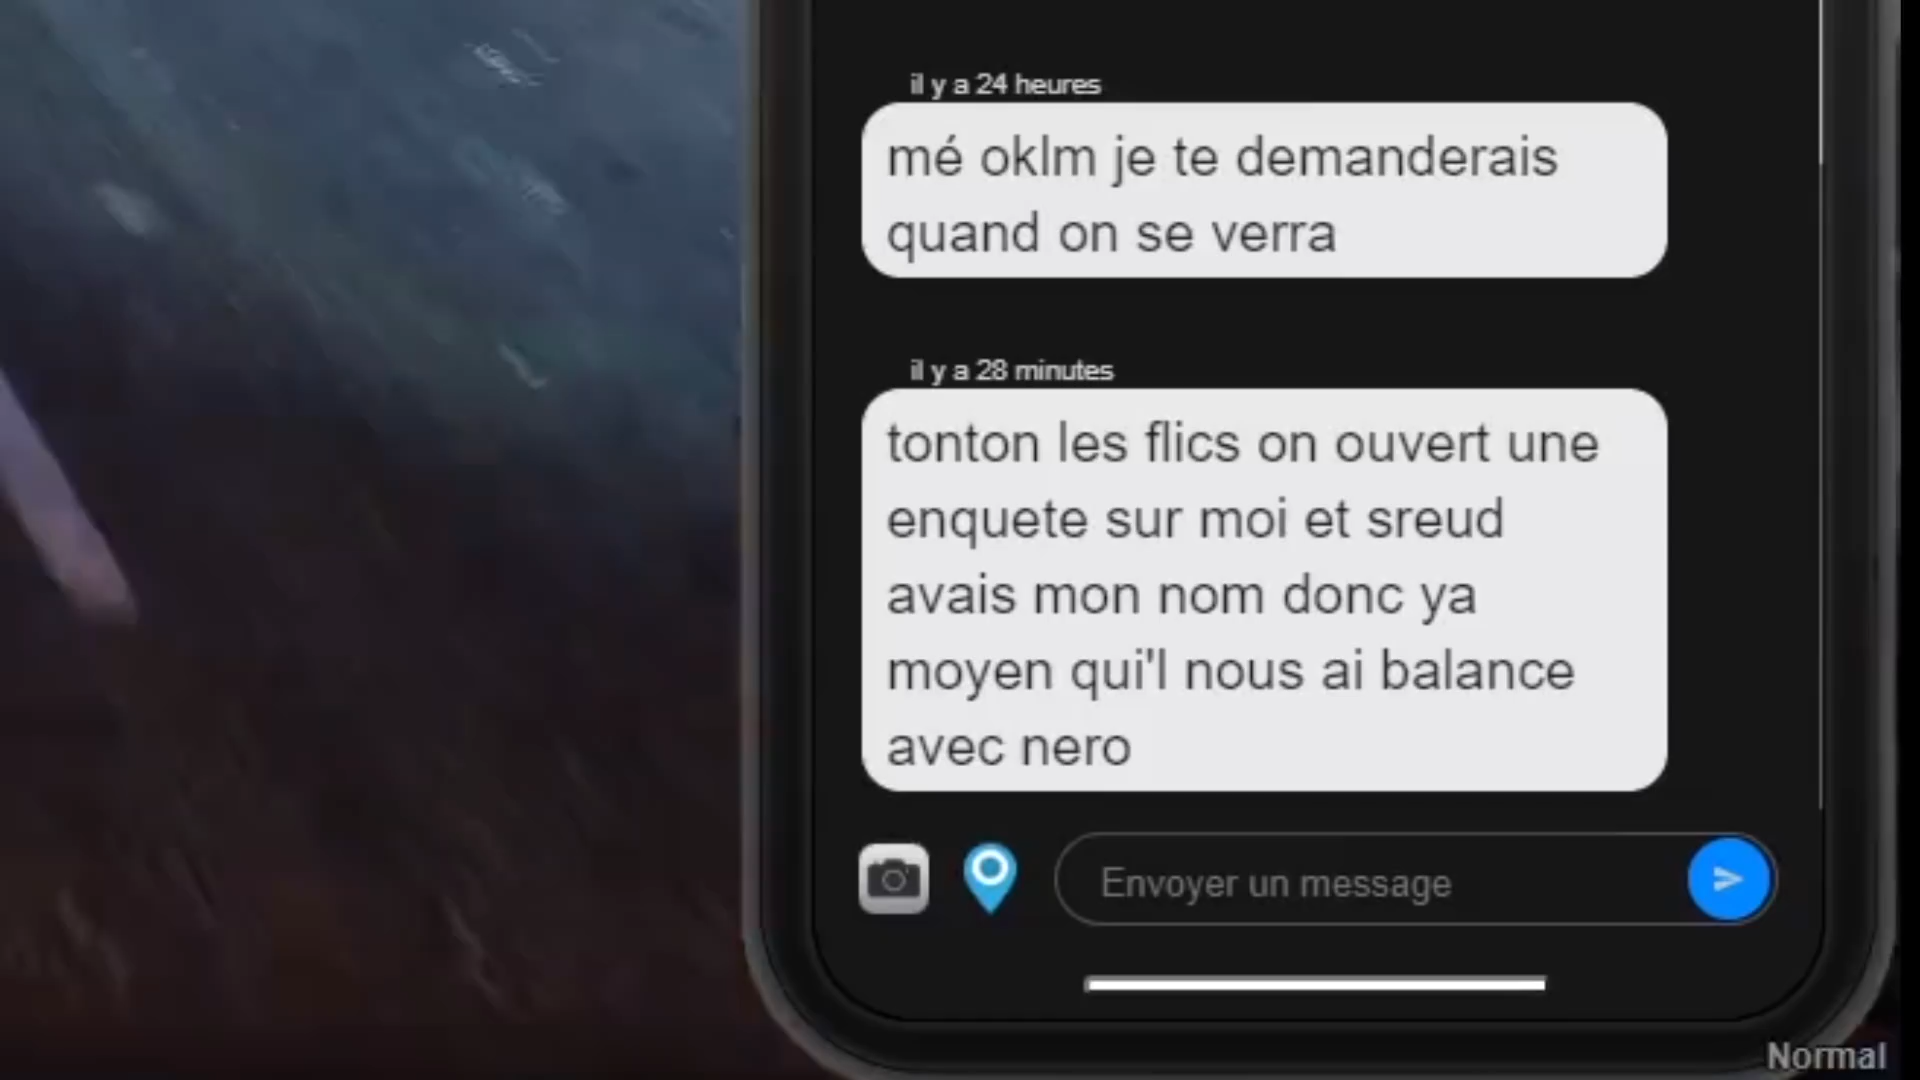 il y a 24 heures
mé oklm je te demanderais
quand on se verra
il y a 28 minutes
tonton les flics on ouvert une
enquete sur moi et sreud
avais mon nom donc ya
moyen qui'l nous ai balance
avec nero
Envoyer un message
Normal